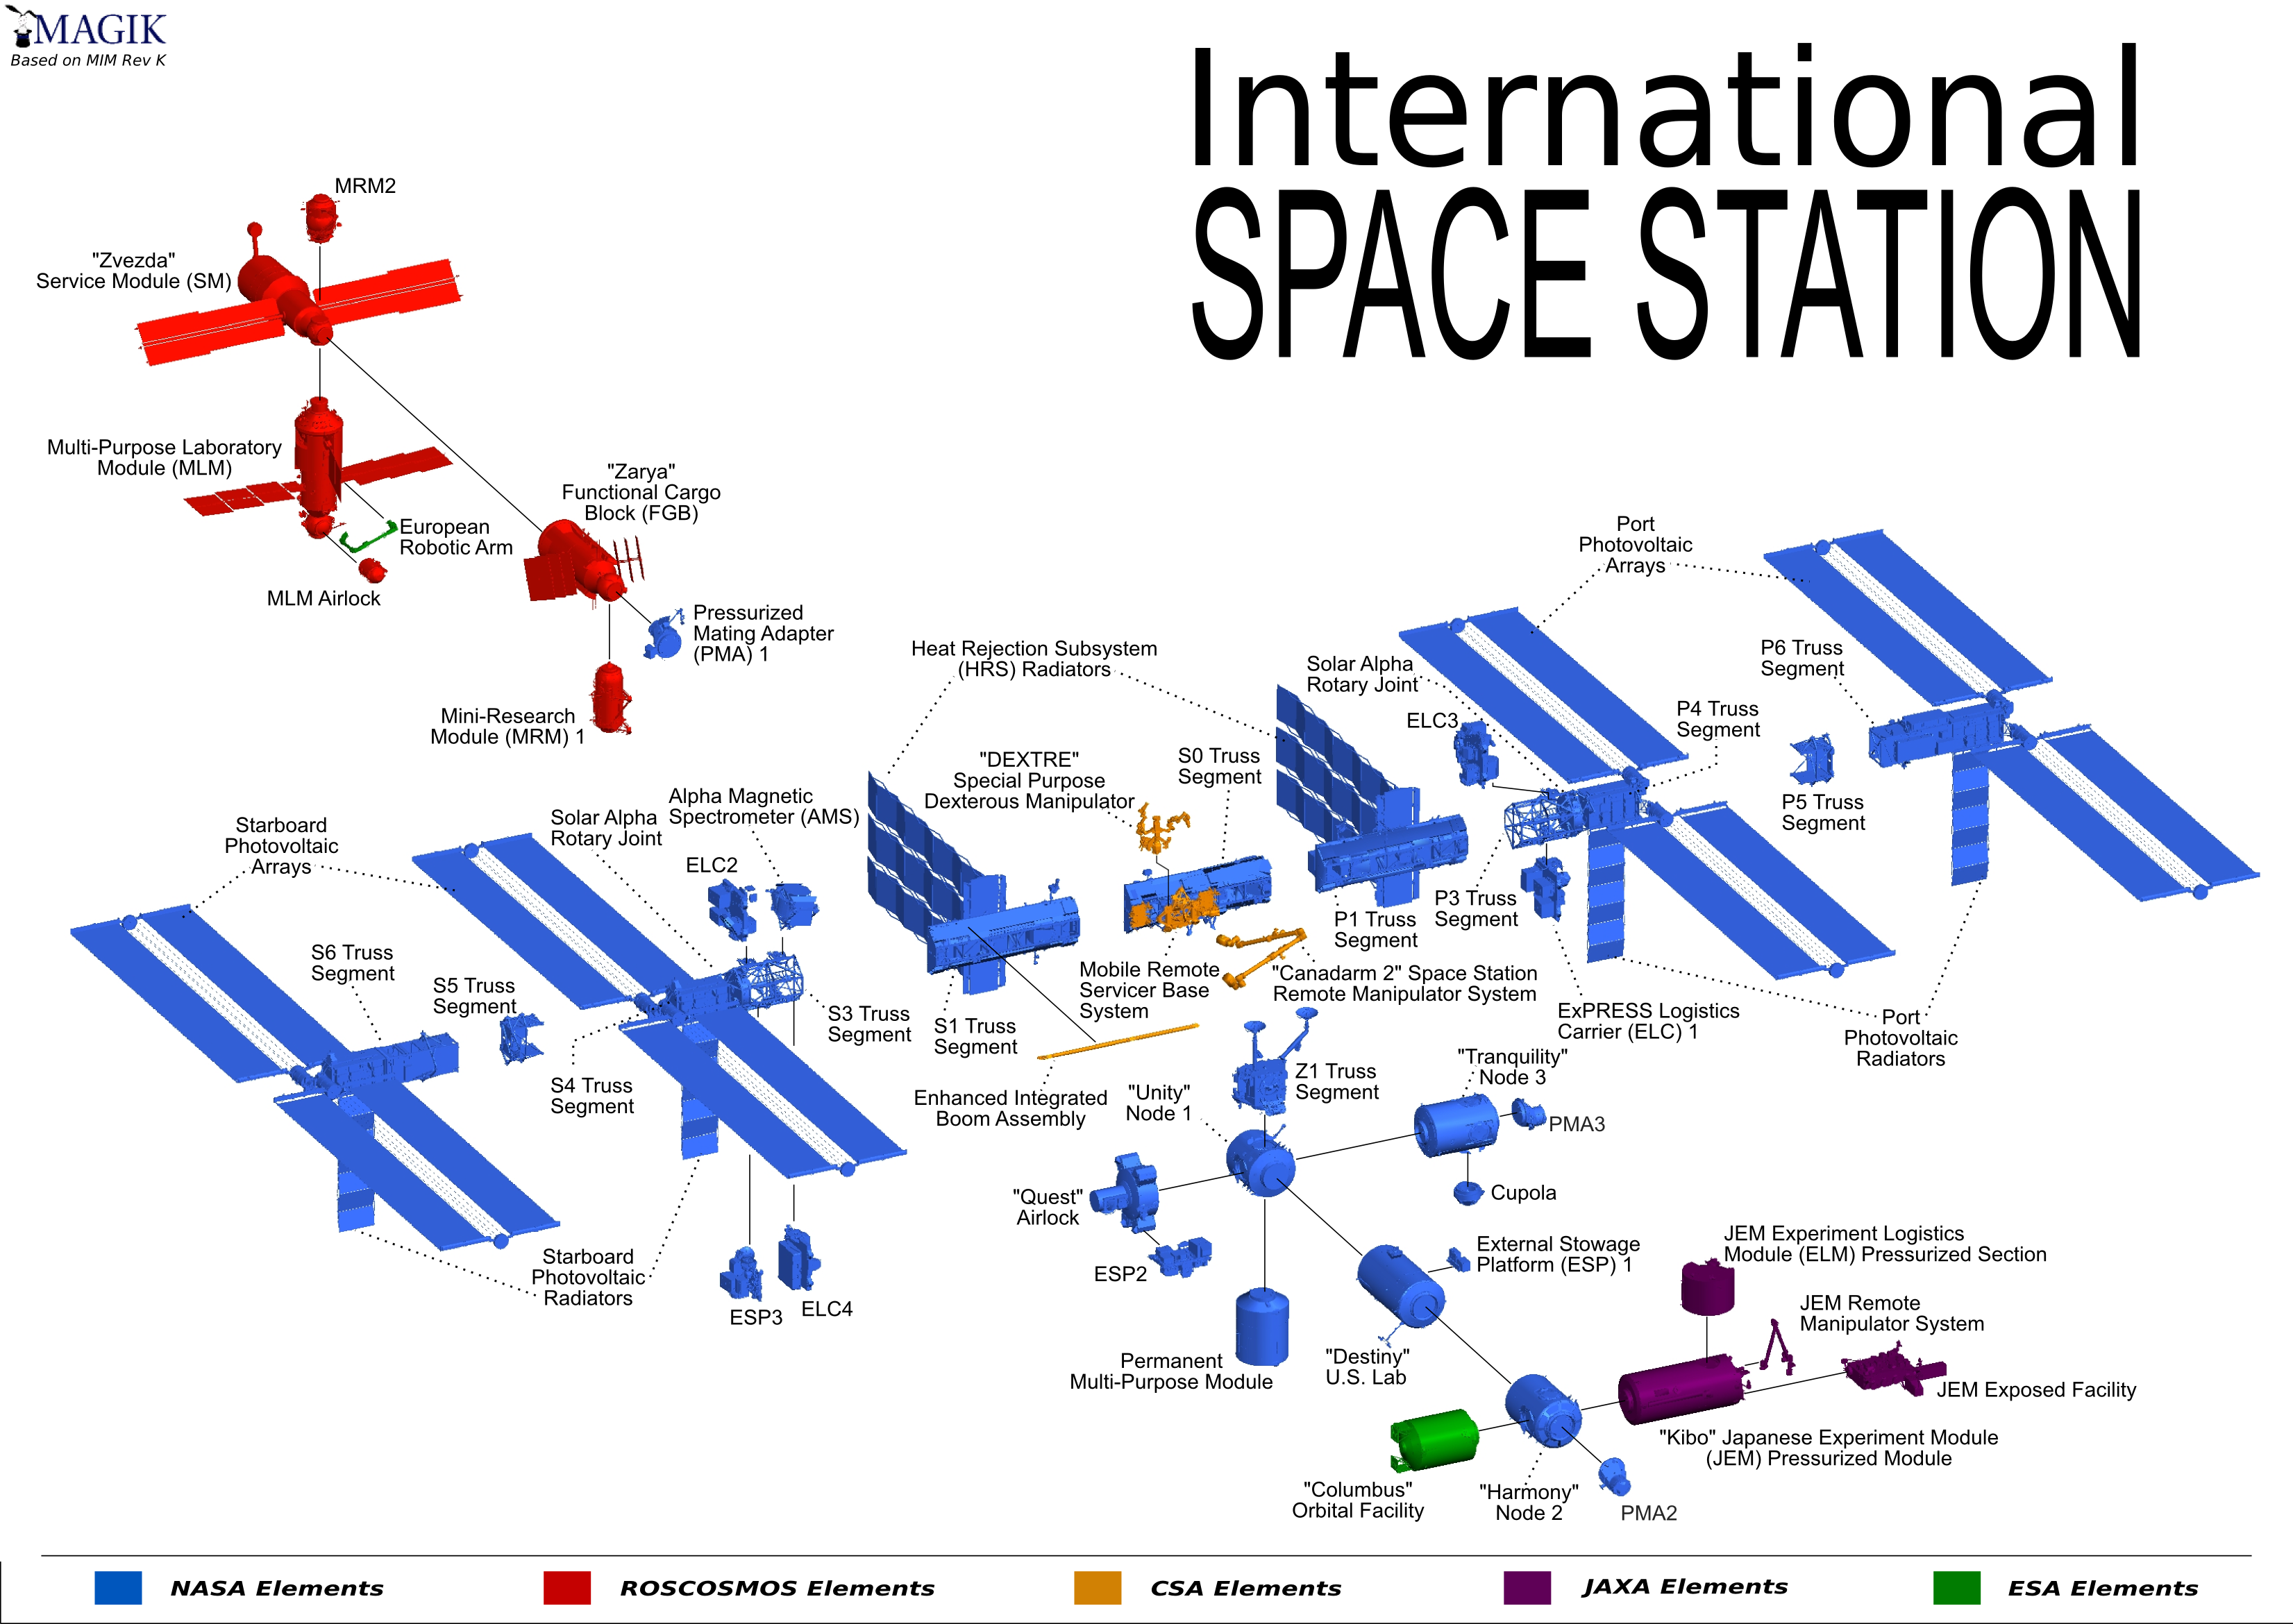 MAGIK
Based on MIM Rev K
International
SPACE STATION
MRM2
"Zvezda"
Service Module (SM)
Multi-Purpose Laboratory
Module (MLM)
European
Robotic Arm
MLM Airlock
"Zarya"
Functional Cargo
Block (FGB)
Pressurized
Mating Adapter
(PMA) 1
Mini-Research
Module (MRM) 1
Heat Rejection Subsystem
(HRS) Radiators
"DEXTRE"
Special Purpose
Dexterous Manipulator
S0 Truss
Segment
Solar Alpha
Rotary Joint
ELC3
Port
Photovoltaic
Arrays
P6 Truss
Segment
P4 Truss
Segment
P5 Truss
Segment
Starboard
Photovoltaic
Arrays
Solar Alpha
Rotary Joint
Alpha Magnetic
Spectrometer (AMS)
ELC2
S6 Truss
Segment
S5 Truss
Segment
S4 Truss
Segment
S3 Truss
Segment
S1 Truss
Segment
Mobile Remote
Servicer Base
System
"Canadarm 2" Space Station
Remote Manipulator System
P1 Truss
Segment
P3 Truss
Segment
ExPRESS Logistics
Carrier (ELC) 1
Port
Photovoltaic
Radiators
Enhanced Integrated
Boom Assembly
"Unity"
Node 1
Z1 Truss
Segment
"Tranquility"
Node 3
PMA3
Cupola
"Quest"
Airlock
ESP2
External Stowage
Platform (ESP) 1
Starboard
Photovoltaic
Radiators
ESP3
ELC4
Permanent
Multi-Purpose Module
"Destiny"
U.S. Lab
JEM Experiment Logistics
Module (ELM) Pressurized Section
JEM Remote
Manipulator System
JEM Exposed Facility
"Kibo" Japanese Experiment Module
(JEM) Pressurized Module
"Columbus"
Orbital Facility
"Harmony"
Node 2
PMA2
NASA Elements
ROSCOSMOS Elements
CSA Elements
JAXA Elements
ESA Elements